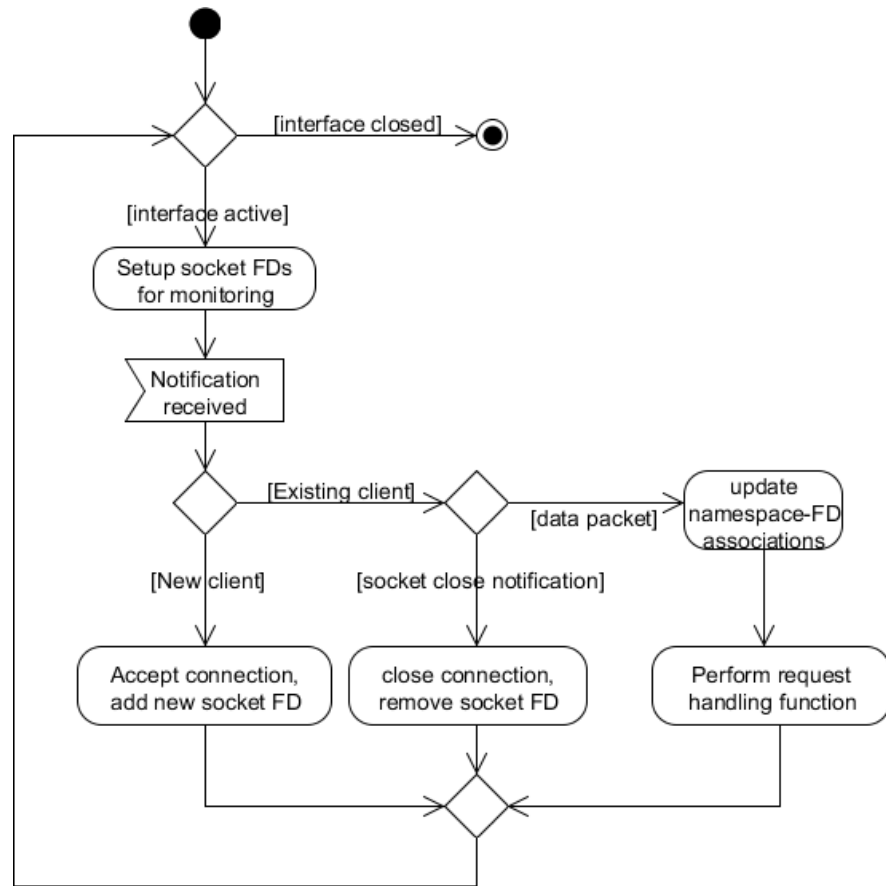 [interface closed]
[interface active]
Setup socket FDs
for monitoring
Notification
received
[Existing client]
[data packet]
update
namespace-FD
associations
[New client]
[socket close notification]
Accept connection,
add new socket FD
close connection,
remove socket FD
Perform request
handling function